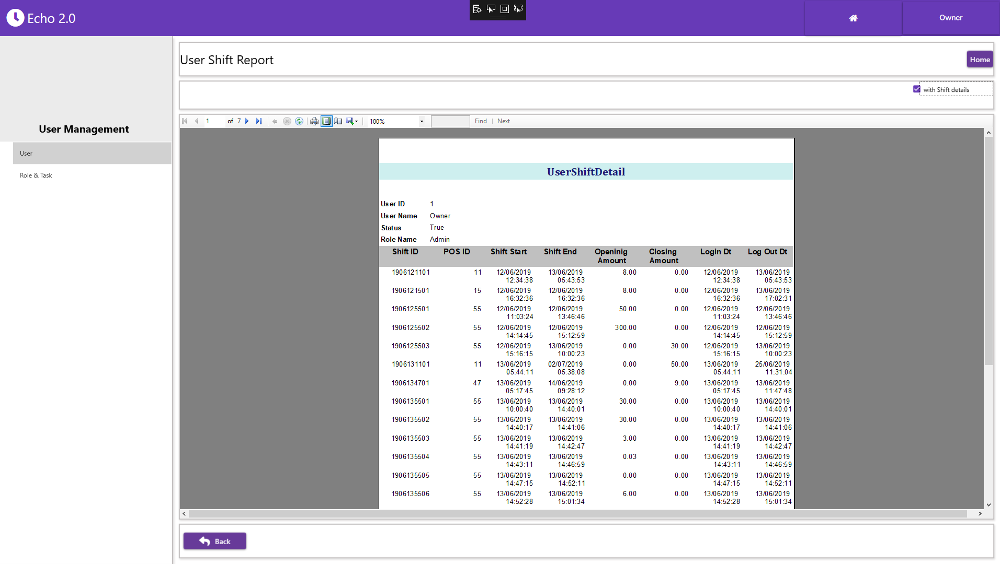 Echo 2.0
Owner
User Shift Report
Home
with Shift details
User Management
User
Role & Task
1 of 7 100% Find Next
UserShiftDetail
User ID 1
User Name Owner
Status True
Role Name Admin
Shift ID POS ID Shift Start Shift End Openinig Closing Login Dt Log Out Dt
Amount Amount
1906121101 11 12/06/2019 13/06/2019 8.00 0.00 12/06/2019 13/06/2019
12:34:38 05:43:53 12:34:38 05:43:53
1906121501 15 12/06/2019 12/06/2019 8.00 0.00 12/06/2019 13/06/2019
16:32:36 16:32:36 16:32:36 17:02:31
1906125501 55 12/06/2019 12/06/2019 50.00 0.00 12/06/2019 12/06/2019
11:03:24 13:46:46 11:03:24 13:46:46
1906125502 55 12/06/2019 12/06/2019 300.00 0.00 12/06/2019 12/06/2019
14:14:45 15:12:59 14:14:45 15:12:59
1906125503 55 12/06/2019 13/06/2019 0.00 30.00 12/06/2019 13/06/2019
15:16:15 10:00:23 15:16:15 10:00:23
1906131101 11 13/06/2019 02/07/2019 0.00 50.00 13/06/2019 25/06/2019
05:44:11 05:38:08 05:44:11 11:31:04
1906134701 47 13/06/2019 14/06/2019 0.00 9.00 13/06/2019 13/06/2019
05:17:45 09:28:12 05:17:45 11:47:48
1906135501 55 13/06/2019 13/06/2019 30.00 0.00 13/06/2019 13/06/2019
10:00:40 14:40:01 10:00:40 14:40:01
1906135502 55 13/06/2019 13/06/2019 30.00 0.00 13/06/2019 13/06/2019
14:40:17 14:41:06 14:40:17 14:41:06
1906135503 55 13/06/2019 13/06/2019 3.00 0.00 13/06/2019 13/06/2019
14:41:19 14:42:47 14:41:19 14:42:47
1906135504 55 13/06/2019 13/06/2019 0.03 0.00 13/06/2019 13/06/2019
14:43:11 14:46:59 14:43:11 14:46:59
1906135505 55 13/06/2019 13/06/2019 0.00 0.00 13/06/2019 13/06/2019
14:47:15 14:52:11 14:47:15 14:52:11
1906135506 55 13/06/2019 13/06/2019 6.00 0.00 13/06/2019 13/06/2019
14:52:28 15:01:34 14:52:28 15:01:34
Back